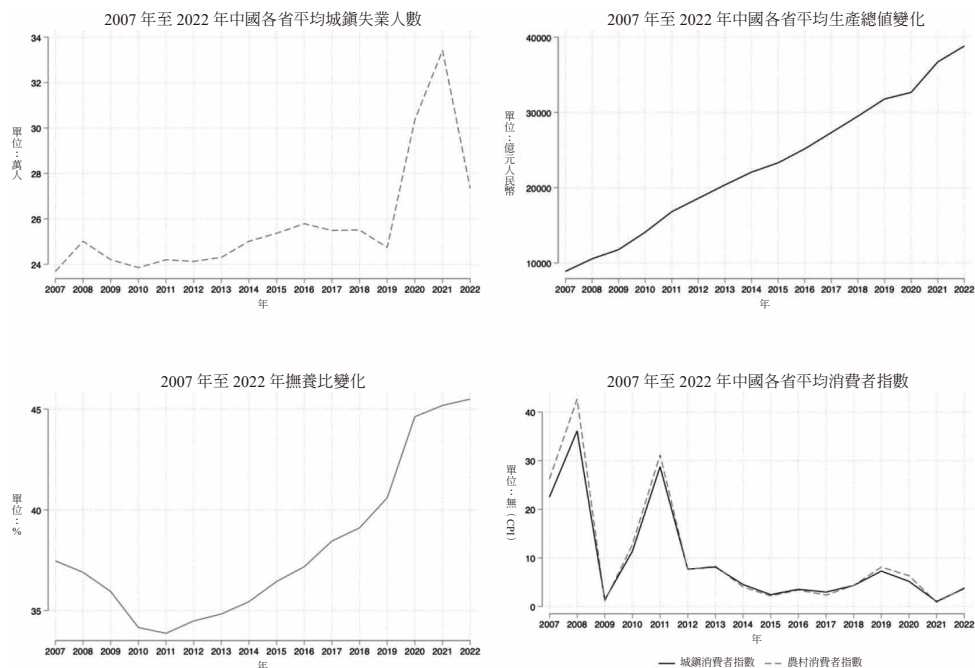 2007 年至 2022 年中國各省平均城鎮失業人數
單位：萬人
34
32
30
28
26
24
2007 2008 2009 2010 2011 2012 2013 2014 2015 2016 2017 2018 2019 2020 2021 2022
年
2007 年至 2022 年中國各省平均生產總值變化
單位：億元人民幣
40000
30000
20000
10000
2007 2008 2009 2010 2011 2012 2013 2014 2015 2016 2017 2018 2019 2020 2021 2022
年
2007 年至 2022 年撫養比變化
單位：%
45
40
35
2007 2008 2009 2010 2011 2012 2013 2014 2015 2016 2017 2018 2019 2020 2021 2022
年
2007 年至 2022 年中國各省平均消費者指數
單位：無（CPI）
40
30
20
10
0
2007 2008 2009 2010 2011 2012 2013 2014 2015 2016 2017 2018 2019 2020 2021 2022
年
城鎮消費者指數 農村消費者指數